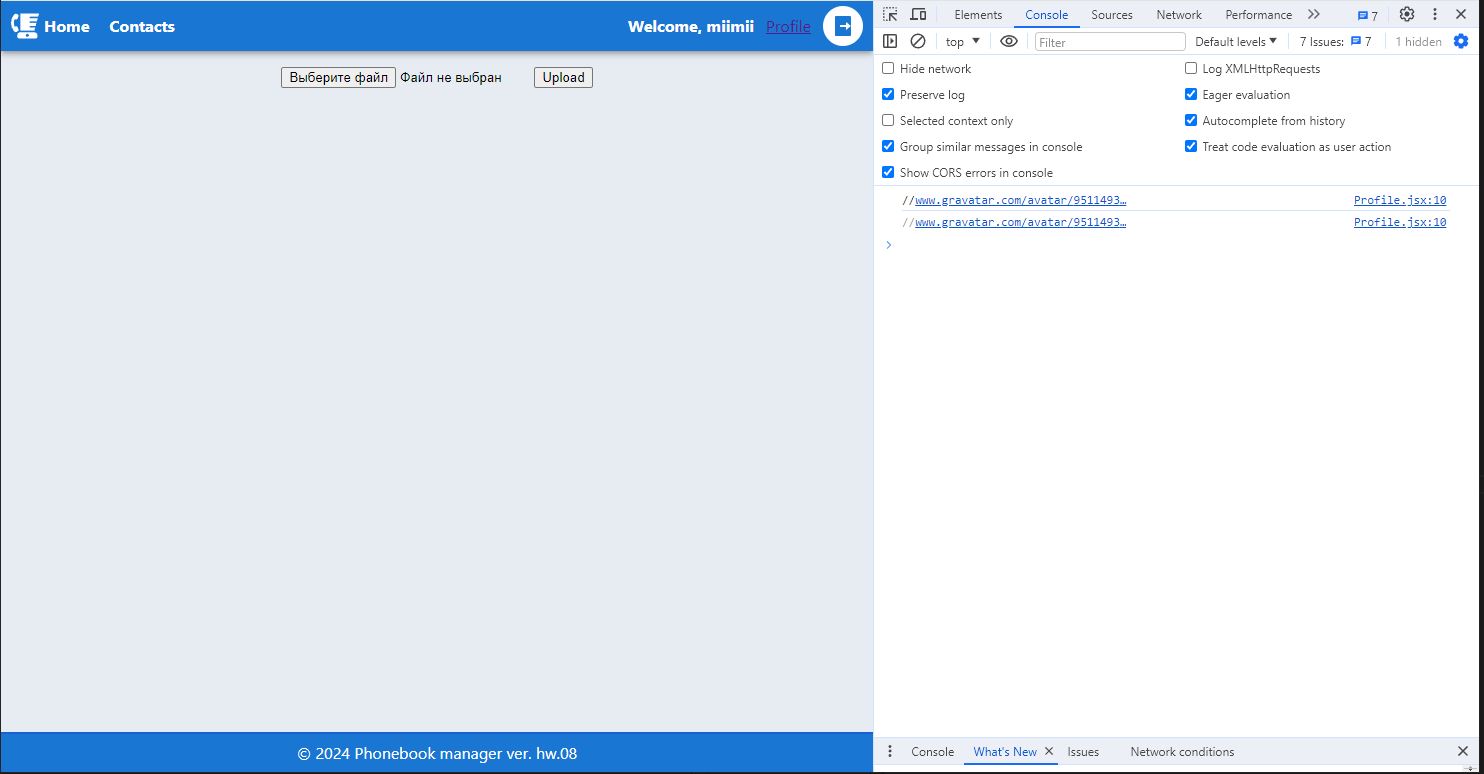 Home Contacts Welcome, miimii Profile
Выберите файл Файл не выбран Upload
© 2024 Phonebook manager ver. hw.08
Elements Console Sources Network Performance 7
top Filter Default levels 7 Issues: 7 1 hidden
Hide network Log XMLHttpRequests
Preserve log Eager evaluation
Selected context only Autocomplete from history
Group similar messages in console Treat code evaluation as user action
Show CORS errors in console
//www.gravatar.com/avatar/9511493… Profile.jsx:10
//www.gravatar.com/avatar/9511493… Profile.jsx:10
Console What's New Issues Network conditions